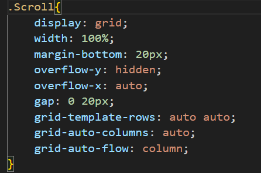 .Scroll{
display: grid;
width: 100%;
margin-bottom: 20px;
overflow-y: hidden;
overflow-x: auto;
gap: 0 20px;
grid-template-rows: auto auto;
grid-auto-columns: auto;
grid-auto-flow: column;
}